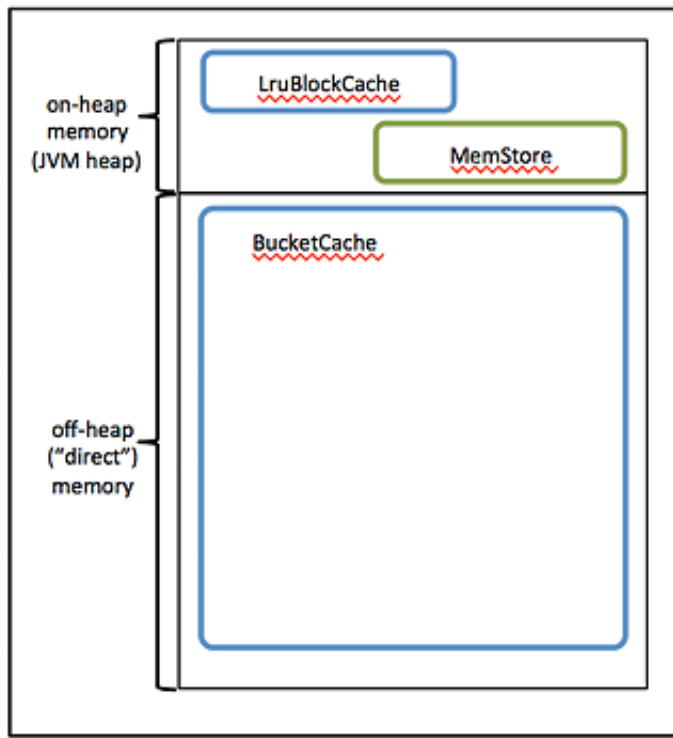 on-heap
memory
(JVM heap)
LruBlockCache
MemStore
BucketCache
off-heap
(“direct”)
memory